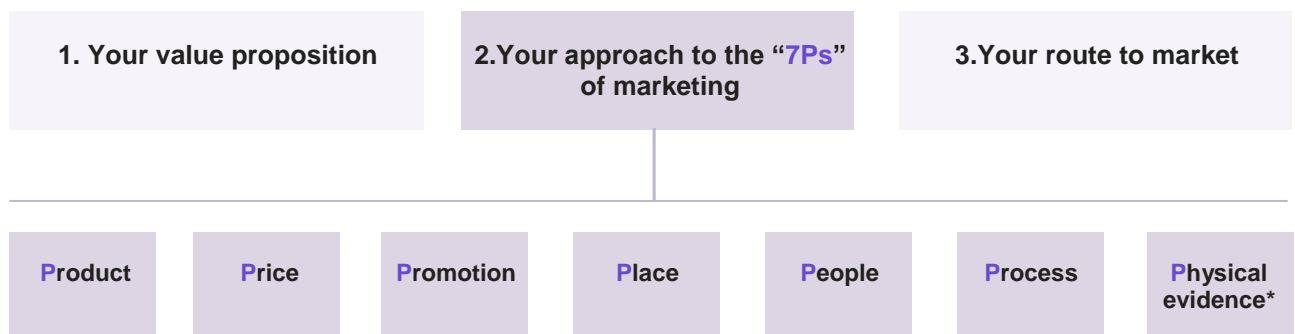 1. Your value proposition
2.Your approach to the “7Ps”
of marketing
3.Your route to market
Product
Price
Promotion
Place
People
Process
Physical
evidence*